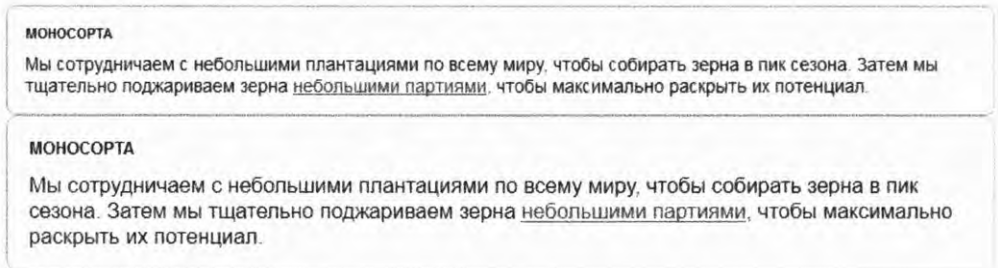 МОНОСОРТА
Мы сотрудничаем с небольшими плантациями по всему миру, чтобы собирать зерна в пик сезона. Затем мы
тщательно поджариваем зерна небольшими партиями, чтобы максимально раскрыть их потенциал.
МОНОСОРТА
Мы сотрудничаем с небольшими плантациями по всему миру, чтобы собирать зерна в пик
сезона. Затем мы тщательно поджариваем зерна небольшими партиями, чтобы максимально
раскрыть их потенциал.